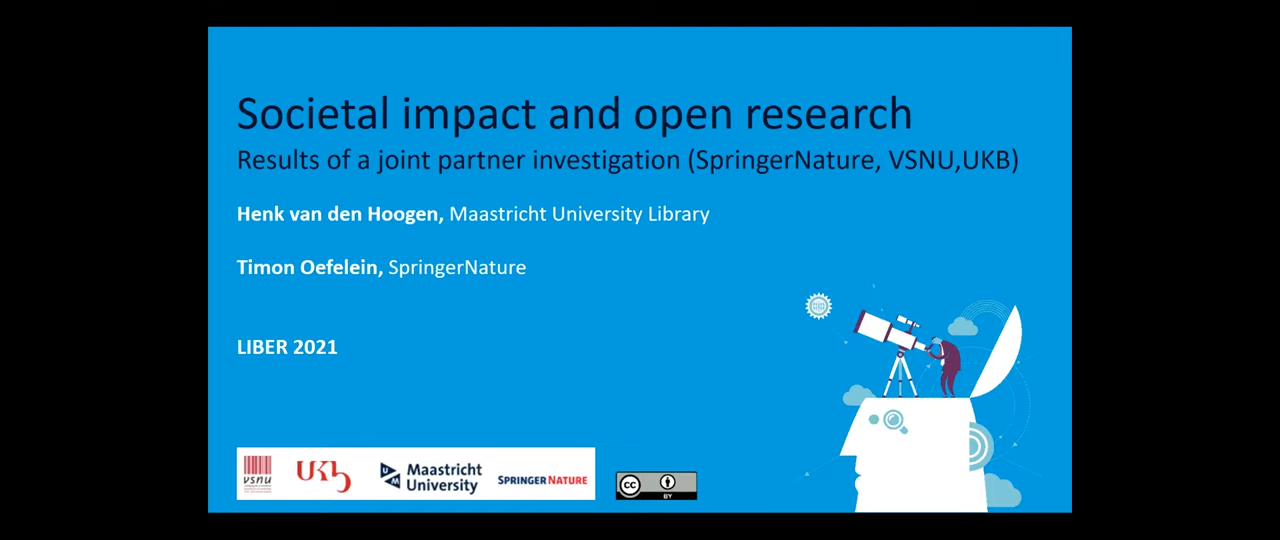 Societal impact and open research
Results of a joint partner investigation (SpringerNature, VSNU,UKB)
Henk van den Hoogen, Maastricht University Library
Timon Oefelein, SpringerNature
LIBER 2021
vsnu
UKB
UM
Maastricht University
SPRINGER NATURE
CC
BY